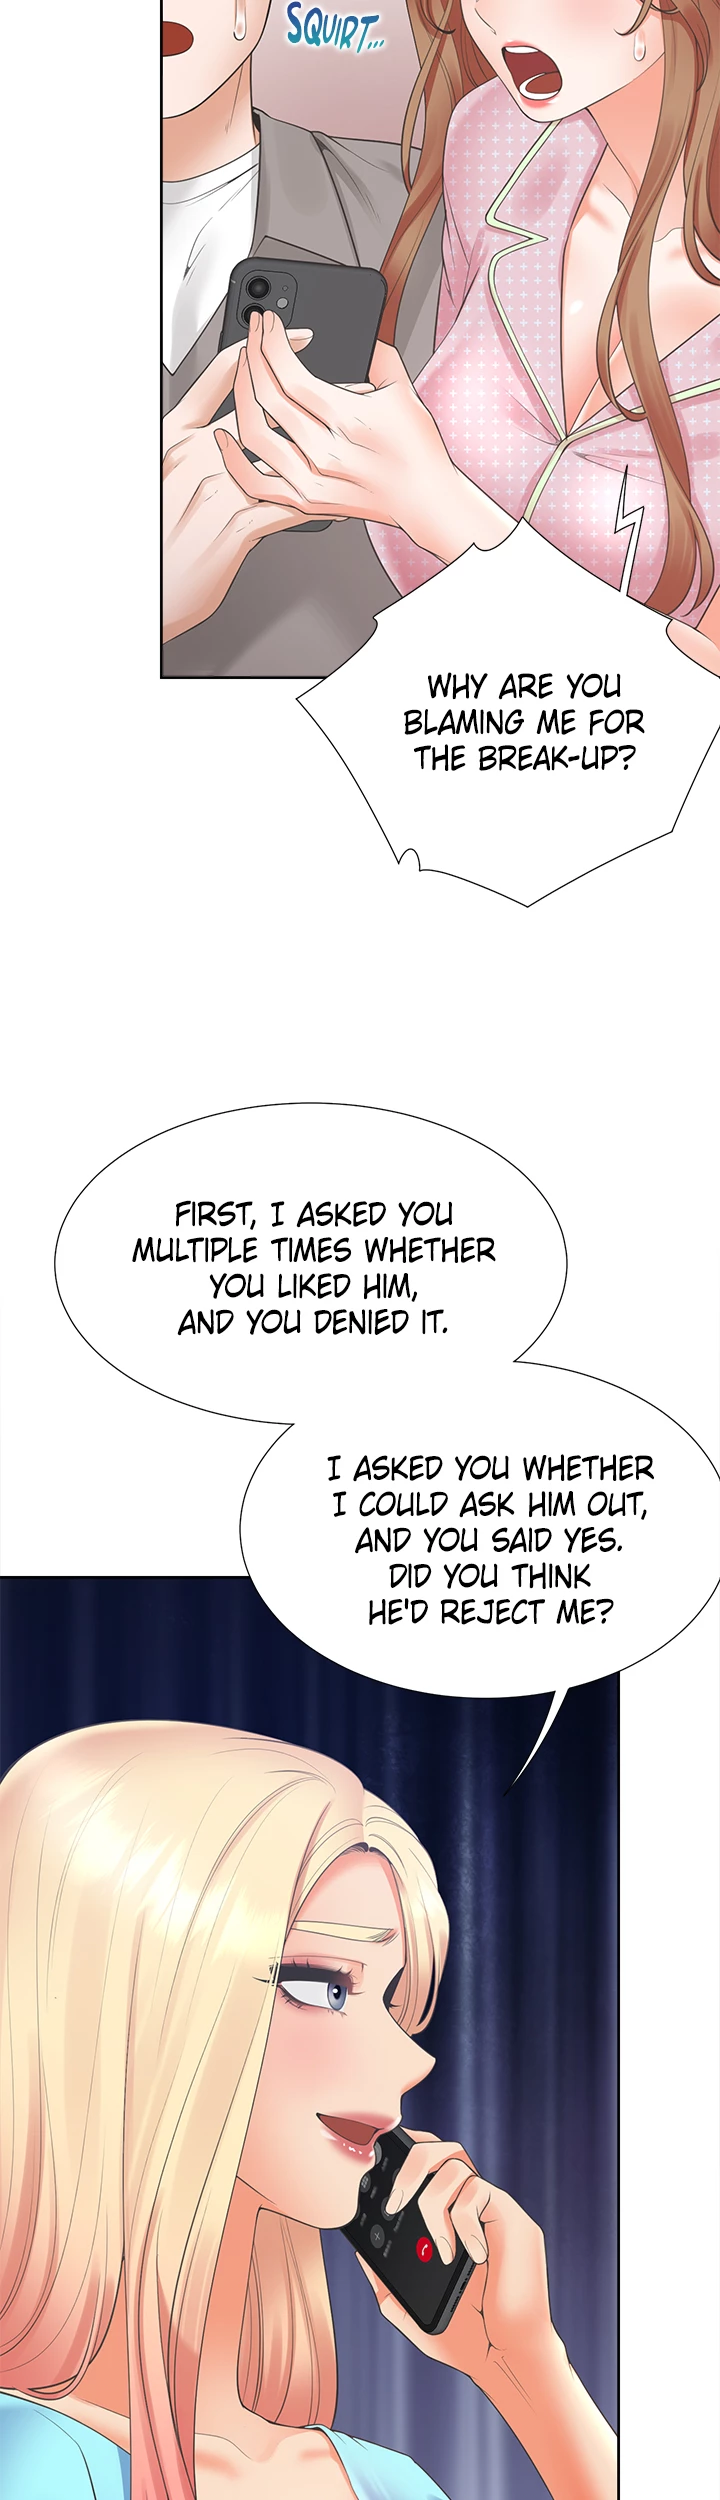 SQUIRT...
WHY ARE YOU
BLAMING ME FOR
THE BREAK-UP?
FIRST, I ASKED YOU
MULTIPLE TIMES WHETHER
YOU LIKED HIM,
AND YOU DENIED IT.
I ASKED YOU WHETHER
I COULD ASK HIM OUT,
AND YOU SAID YES.
DID YOU THINK
HE'D REJECT ME?